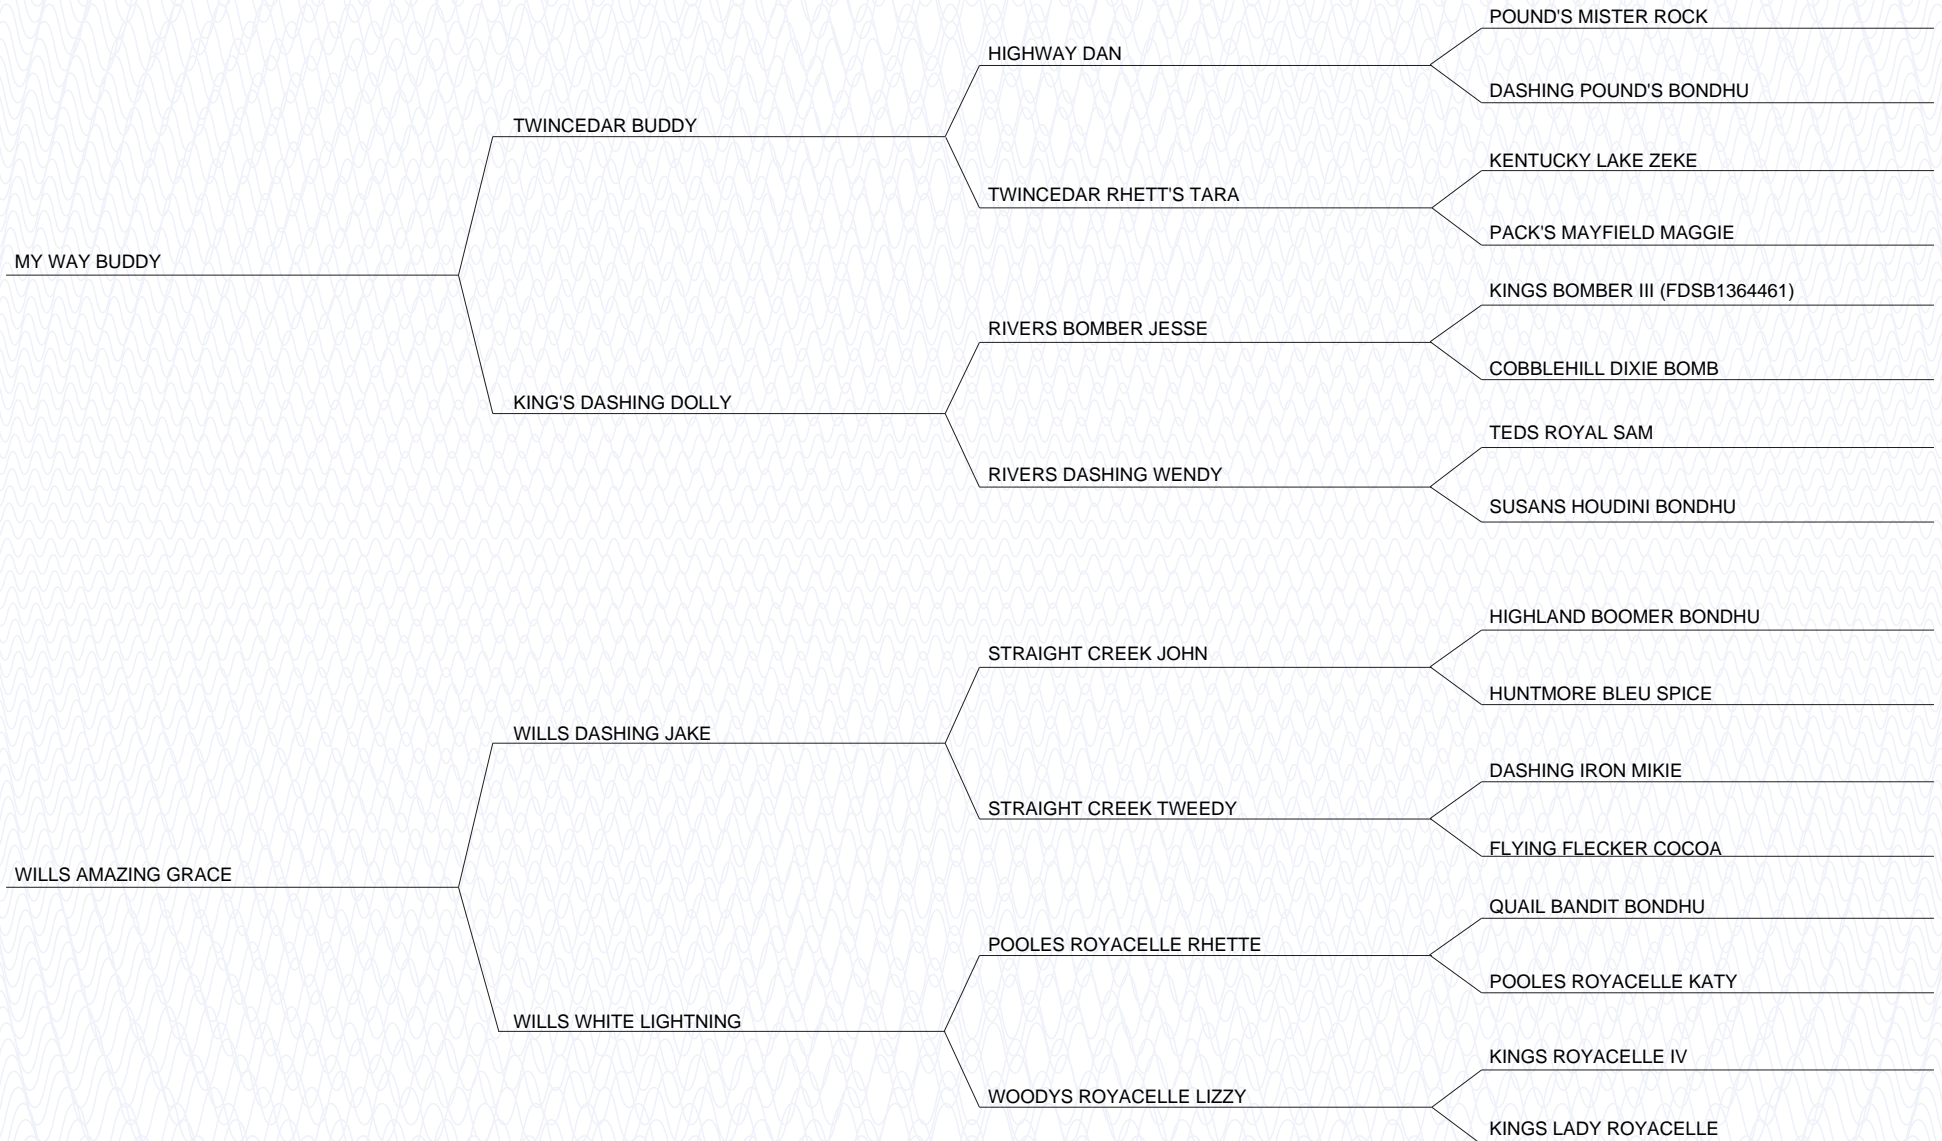 POUND'S MISTER ROCK
HIGHWAY DAN
DASHING POUND'S BONDHU
TWINCEDAR BUDDY
KENTUCKY LAKE ZEKE
TWINCEDAR RHETT'S TARA
PACK'S MAYFIELD MAGGIE
MY WAY BUDDY
KINGS BOMBER III (FDSB1364461)
RIVERS BOMBER JESSE
COBBLEHILL DIXIE BOMB
KING'S DASHING DOLLY
TEDS ROYAL SAM
RIVERS DASHING WENDY
SUSANS HOUDINI BONDHU
HIGHLAND BOOMER BONDHU
STRAIGHT CREEK JOHN
HUNTMORE BLEU SPICE
WILLS DASHING JAKE
DASHING IRON MIKIE
STRAIGHT CREEK TWEEDY
FLYING FLECKER COCOA
WILLS AMAZING GRACE
QUAIL BANDIT BONDHU
POOLES ROYACELLE RHETTE
POOLES ROYACELLE KATY
WILLS WHITE LIGHTNING
KINGS ROYACELLE IV
WOODYS ROYACELLE LIZZY
KINGS LADY ROYACELLE